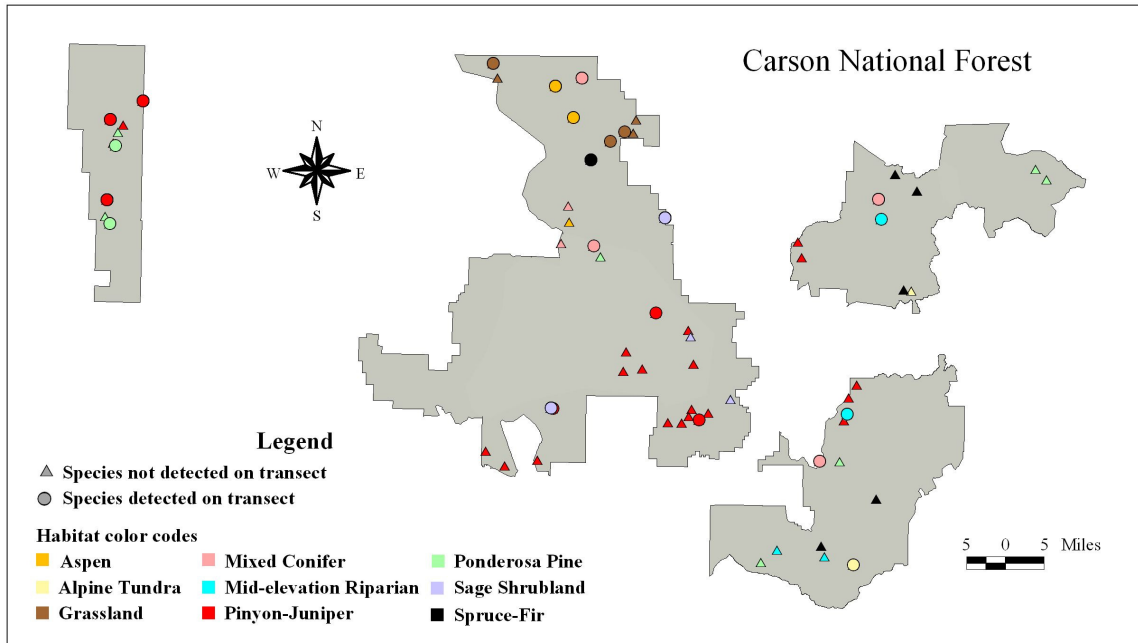 Carson National Forest
N
W E
S
Legend
Species not detected on transect
Species detected on transect
Habitat color codes
Aspen Mixed Conifer Ponderosa Pine
Alpine Tundra Mid-elevation Riparian Sage Shrubland
Grassland Pinyon-Juniper Spruce-Fir
5 0 5 Miles